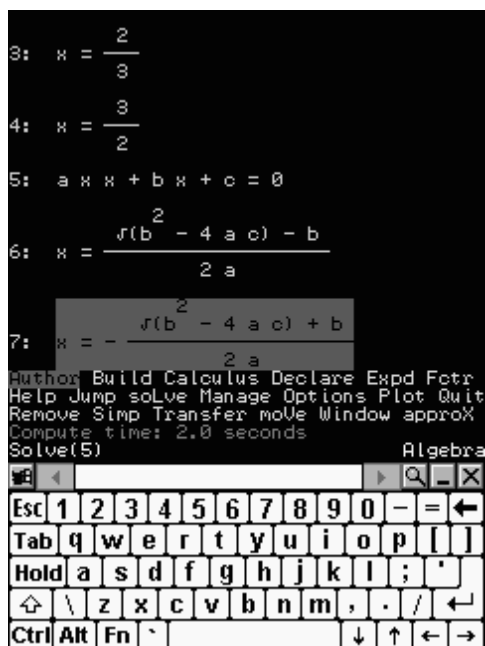 3: x = 2/3
4: x = 3/2
5: a x x + b x + c = 0
6: x = (√(b² - 4 a c) - b)/(2 a)
7: x = - (√(b² - 4 a c) + b)/(2 a)
Author Build Calculus Declare Expd Fctr
Help Jump soLve Manage Options Plot Quit
Remove Simp Transfer moVe Window approX
Compute time: 2.0 seconds
Solve(5) Algebra
Esc 1 2 3 4 5 6 7 8 9 0 - = ←
Tab q w e r t y u i o p [ ]
Hold a s d f g h j k l ; '
⇧ \ z x c v b n m , . / ↵
Ctrl Alt Fn ` ↓ ↑ ← →